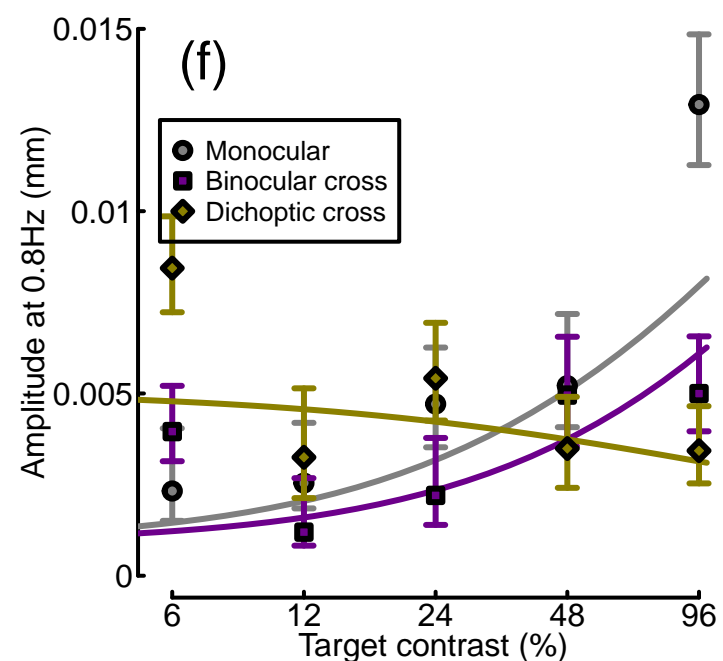 0.015
(f)
Monocular
Binocular cross
Dichoptic cross
0.01
0.005
0
Amplitude at 0.8Hz (mm)
6 12 24 48 96
Target contrast (%)